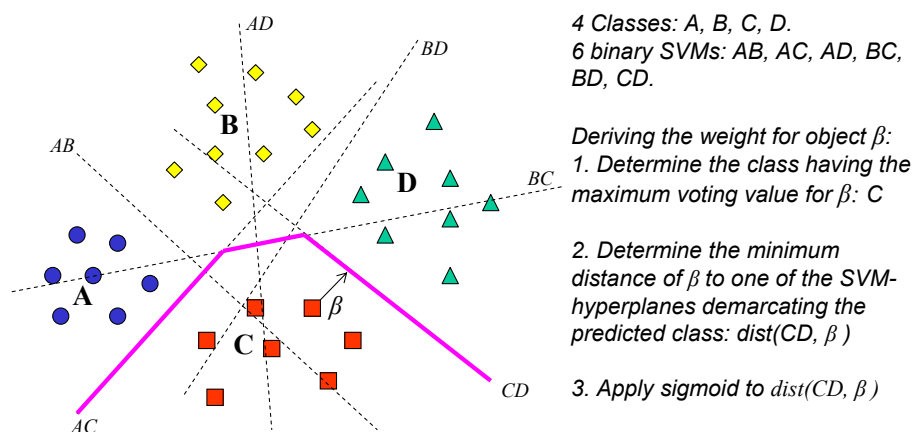 AD
BD
B
AB
D
BC
A
C
β
AC
CD
4 Classes: A, B, C, D.
6 binary SVMs: AB, AC, AD, BC,
BD, CD.
Deriving the weight for object β:
1. Determine the class having the
maximum voting value for β: C
2. Determine the minimum
distance of β to one of the SVM-
hyperplanes demarcating the
predicted class: dist(CD, β )
3. Apply sigmoid to dist(CD, β )